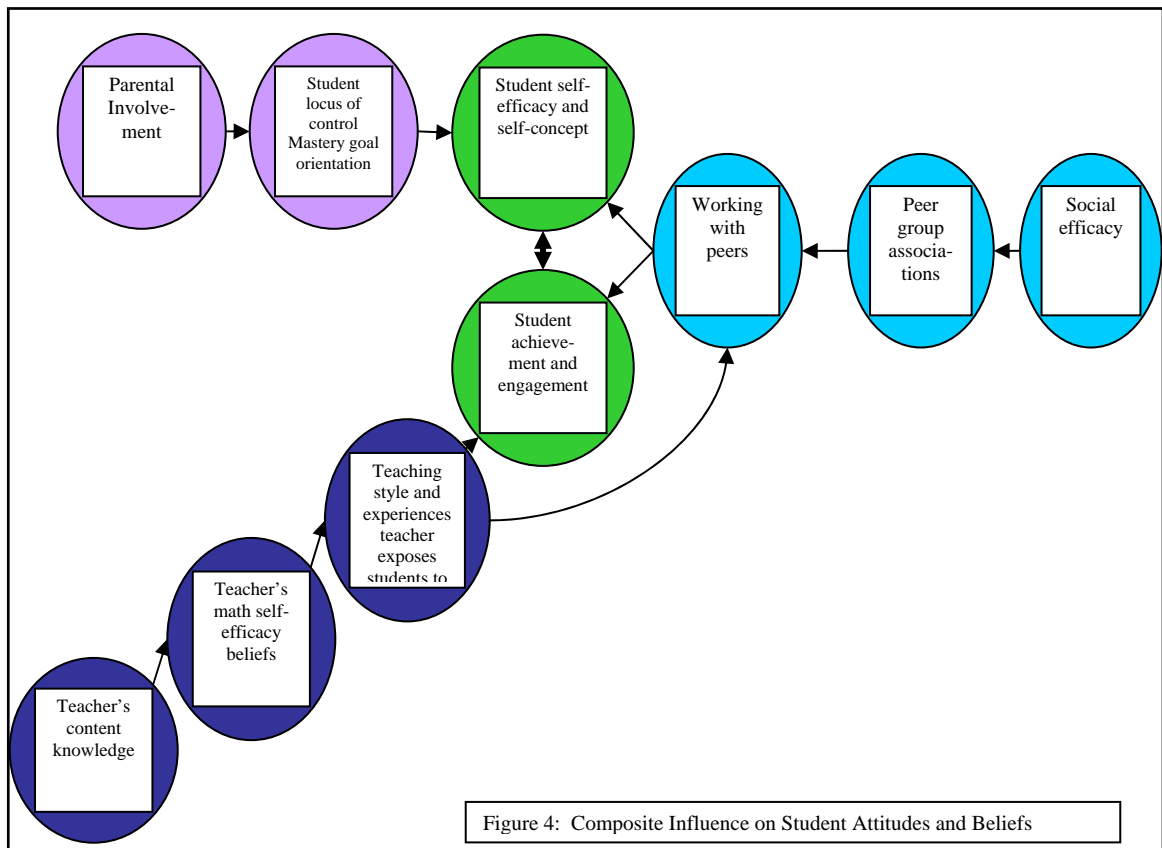 Parental
Involve-
ment
Student
locus of
control
Mastery goal
orientation
Student self-
efficacy and
self-concept
Working
with
peers
Peer
group
associa-
tions
Social
efficacy
Student
achieve-
ment and
engagement
Teaching
style and
experiences
teacher
exposes
students to
Teacher’s
math self-
efficacy
beliefs
Teacher’s
content
knowledge
Figure 4:  Composite Influence on Student Attitudes and Beliefs